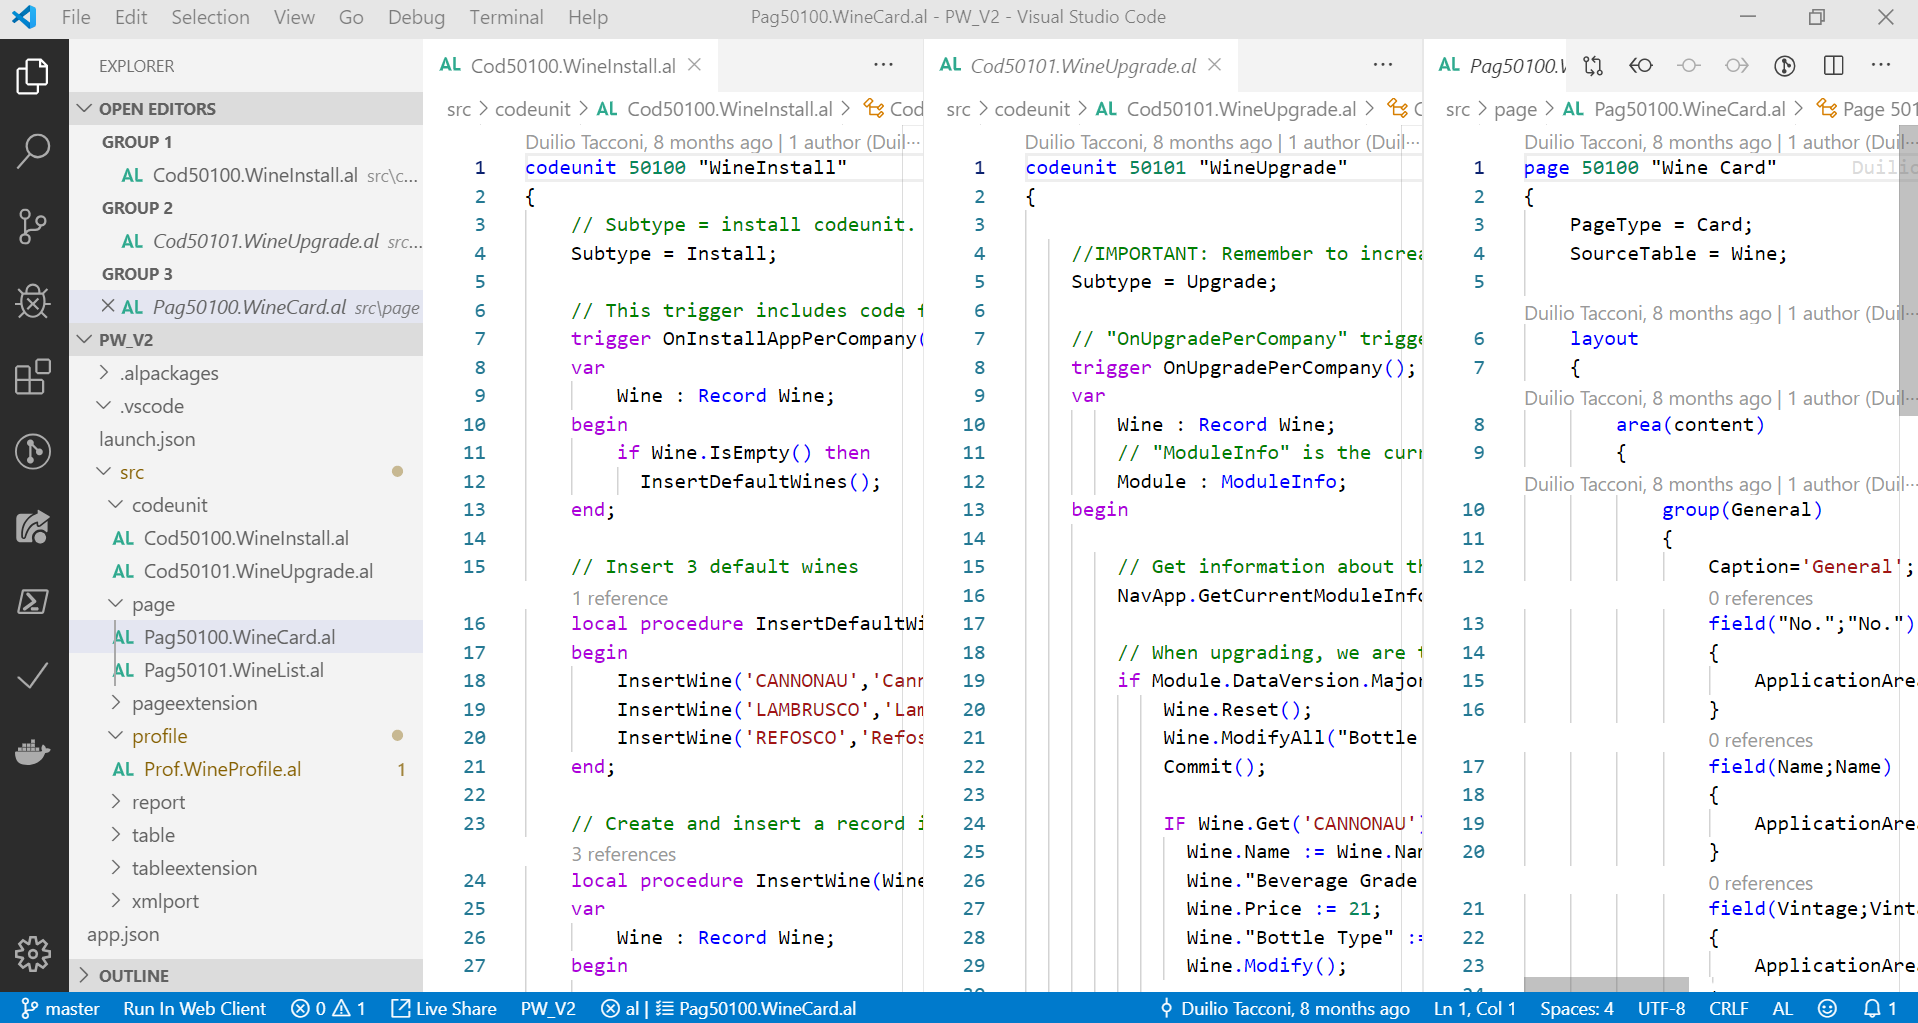 File Edit Selection View Go Debug Terminal Help
Pag50100.WineCard.al - PW_V2 - Visual Studio Code
EXPLORER
OPEN EDITORS
GROUP 1
AL Cod50100.WineInstall.al src\c...
GROUP 2
AL Cod50101.WineUpgrade.al src...
GROUP 3
AL Pag50100.WineCard.al src\page
PW_V2
.alpackages
.vscode
launch.json
src
codeunit
AL Cod50100.WineInstall.al
AL Cod50101.WineUpgrade.al
page
AL Pag50100.WineCard.al
AL Pag50101.WineList.al
pageextension
profile
AL Prof.WineProfile.al 1
report
table
tableextension
xmlport
app.json
OUTLINE
AL Cod50100.WineInstall.al ···
src > codeunit > AL Cod50100.WineInstall.al > Cod
Duilio Tacconi, 8 months ago | 1 author (Duil···
1 codeunit 50100 "WineInstall"
2 {
3 // Subtype = install codeunit.
4 Subtype = Install;
5
6 // This trigger includes code f
7 trigger OnInstallAppPerCompany(
8 var
9 Wine : Record Wine;
10 begin
11 if Wine.IsEmpty() then
12 InsertDefaultWines();
13 end;
14
15 // Insert 3 default wines
1 reference
16 local procedure InsertDefaultWi
17 begin
18 InsertWine('CANNONAU','Cann
19 InsertWine('LAMBRUSCO','Lam
20 InsertWine('REFOSCO','Refos
21 end;
22
23 // Create and insert a record i
3 references
24 local procedure InsertWine(Wine
25 var
26 Wine : Record Wine;
27 begin
AL Cod50101.WineUpgrade.al ···
src > codeunit > AL Cod50101.WineUpgrade.al > C
Duilio Tacconi, 8 months ago | 1 author (Duil···
1 codeunit 50101 "WineUpgrade"
2 {
3
4 //IMPORTANT: Remember to increa
5 Subtype = Upgrade;
6
7 // "OnUpgradePerCompany" trigge
8 trigger OnUpgradePerCompany();
9 var
10 Wine : Record Wine;
11 // "ModuleInfo" is the curr
12 Module : ModuleInfo;
13 begin
14
15 // Get information about th
16 NavApp.GetCurrentModuleInfo
17
18 // When upgrading, we are t
19 if Module.DataVersion.Major
20 Wine.Reset();
21 Wine.ModifyAll("Bottle
22 Commit();
23
24 IF Wine.Get('CANNONAU')
25 Wine.Name := Wine.Nam
26 Wine."Beverage Grade
27 Wine.Price := 21;
28 Wine."Bottle Type" :=
29 Wine.Modify();
AL Pag50100.W ···
src > page > AL Pag50100.WineCard.al > Page 501
Duilio Tacconi, 8 months ago | 1 author (Duil···
1 page 50100 "Wine Card" Duilio
2 {
3 PageType = Card;
4 SourceTable = Wine;
5
Duilio Tacconi, 8 months ago | 1 author (Duil···
6 layout
7 {
Duilio Tacconi, 8 months ago | 1 author (Duil···
8 area(content)
9 {
Duilio Tacconi, 8 months ago | 1 author (Duil···
10 group(General)
11 {
12 Caption='General';
0 references
13 field("No.";"No.")
14 {
15 ApplicationArea
16 }
0 references
17 field(Name;Name)
18 {
19 ApplicationArea
20 }
0 references
21 field(Vintage;Vint
22 {
23 ApplicationArea
master Run In Web Client 0 1 Live Share PW_V2 al | Pag50100.WineCard.al Duilio Tacconi, 8 months ago Ln 1, Col 1 Spaces: 4 UTF-8 CRLF AL 1